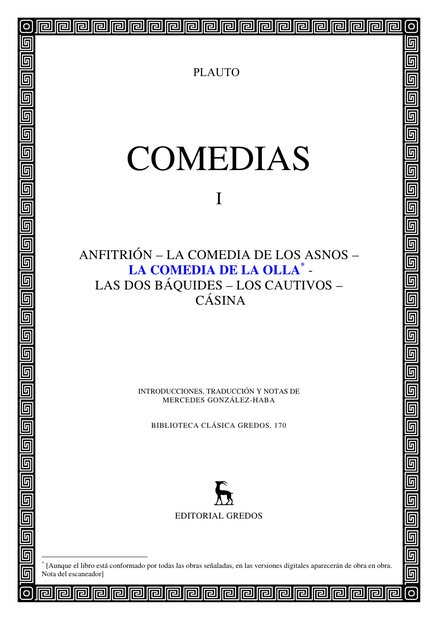 PLAUTO
COMEDIAS
I
ANFITRIÓN – LA COMEDIA DE LOS ASNOS –
LA COMEDIA DE LA OLLA* -
LAS DOS BÁQUIDES – LOS CAUTIVOS –
CÁSINA
INTRODUCCIONES, TRADUCCIÓN Y NOTAS DE
MERCEDES GONZÁLEZ-HABA
BIBLIOTECA CLÁSICA GREDOS, 170
EDITORIAL GREDOS
* [Aunque el libro está conformado por todas las obras señaladas, en las versiones digitales aparecerán de obra en obra.
Nota del escaneador]